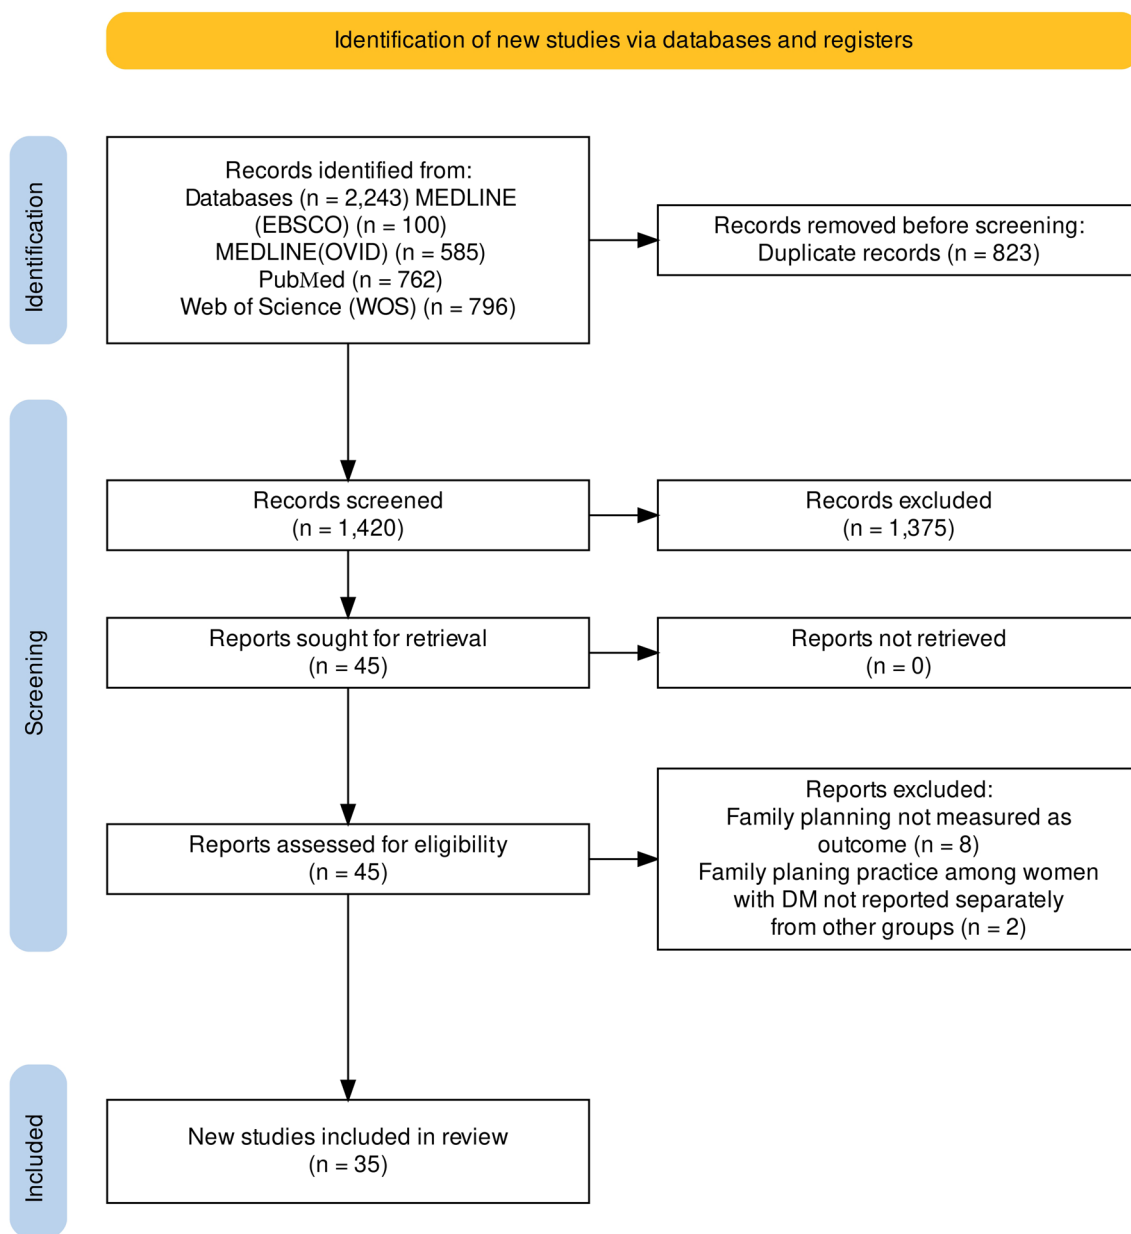 Identification of new studies via databases and registers
Identification
Records identified from:
Databases (n = 2,243) MEDLINE
(EBSCO) (n = 100)
MEDLINE(OVID) (n = 585)
PubMed (n = 762)
Web of Science (WOS) (n = 796)
Records removed before screening:
Duplicate records (n = 823)
Screening
Records screened
(n = 1,420)
Records excluded
(n = 1,375)
Reports sought for retrieval
(n = 45)
Reports not retrieved
(n = 0)
Reports assessed for eligibility
(n = 45)
Reports excluded:
Family planning not measured as
outcome (n = 8)
Family planing practice among women
with DM not reported separately
from other groups (n = 2)
Included
New studies included in review
(n = 35)